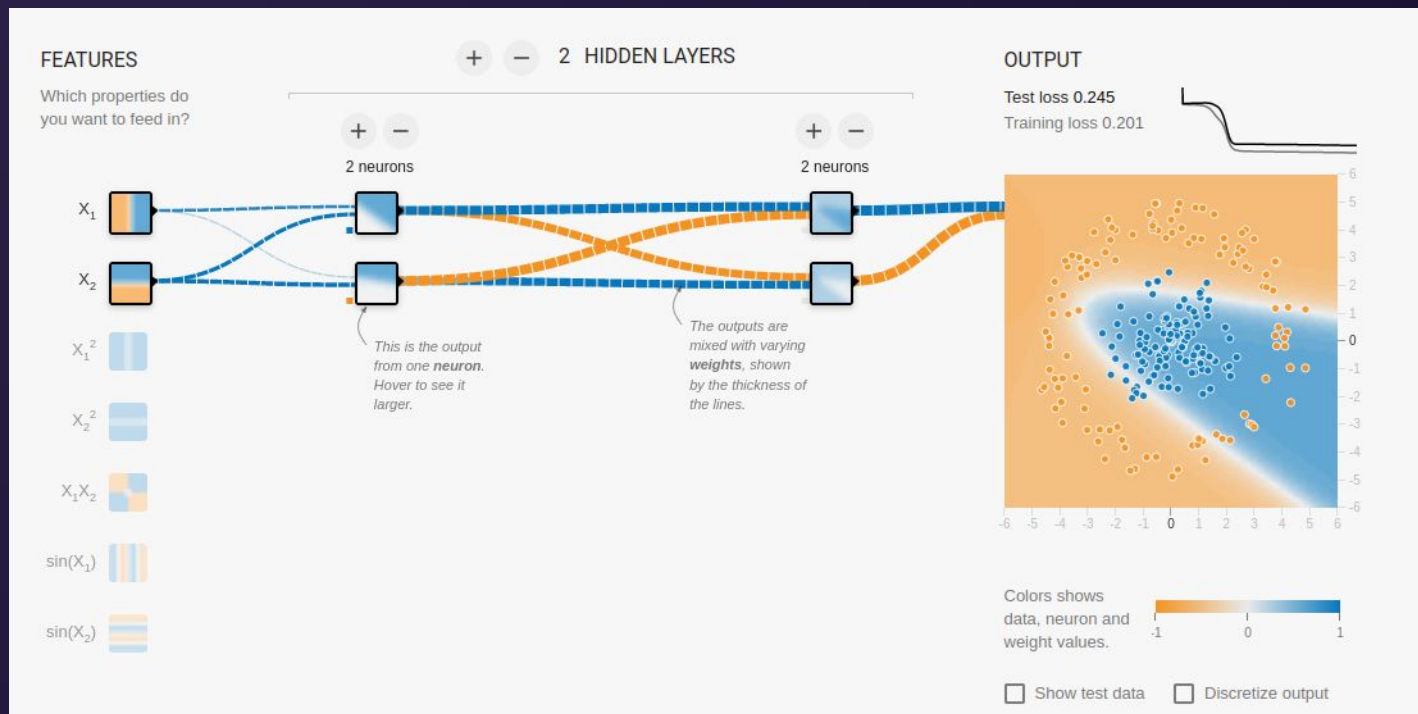 FEATURES
Which properties do
you want to feed in?
X1
X2
X1²
X2²
X1X2
sin(X1)
sin(X2)
+ − 2 HIDDEN LAYERS
+ −
2 neurons
+ −
2 neurons
This is the output
from one neuron.
Hover to see it
larger.
The outputs are
mixed with varying
weights, shown
by the thickness of
the lines.
OUTPUT
Test loss 0.245
Training loss 0.201
6
5
4
3
2
1
0
-1
-2
-3
-4
-5
-6
-6 -5 -4 -3 -2 -1 0 1 2 3 4 5 6
Colors shows
data, neuron and
weight values.
-1 0 1
Show test data
Discretize output